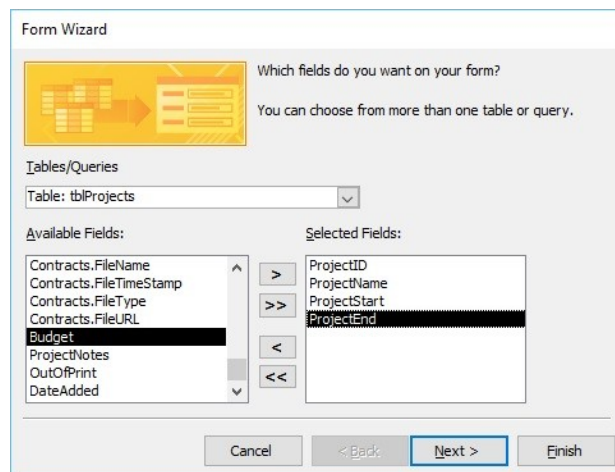 Form Wizard
Which fields do you want on your form?
You can choose from more than one table or query.
Tables/Queries
Table: tblProjects
Available Fields:
Selected Fields:
Contracts.FileName
Contracts.FileTimeStamp
Contracts.FileType
Contracts.FileURL
Budget
ProjectNotes
OutOfPrint
DateAdded
>
>>
<
<<
ProjectID
ProjectName
ProjectStart
ProjectEnd
Cancel
< Back
Next >
Finish